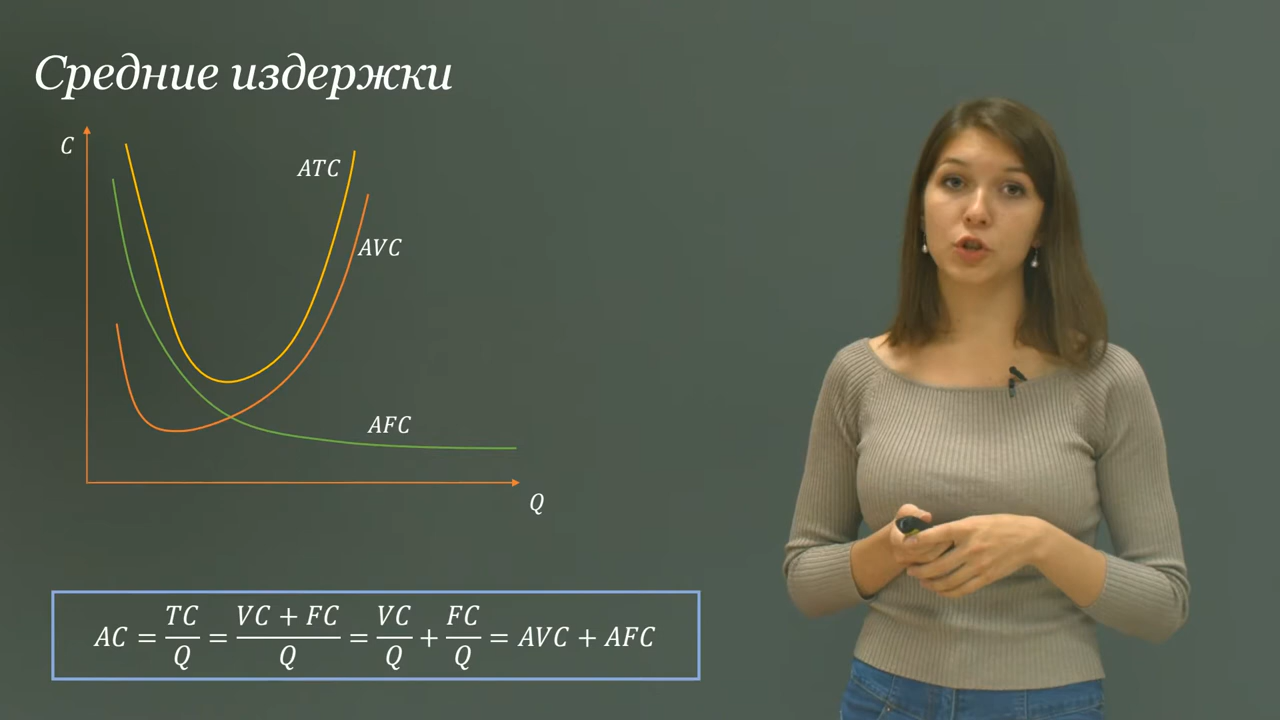 Средние издержки
C
ATC
AVC
AFC
Q
AC = TC/Q = (VC + FC)/Q = VC/Q + FC/Q = AVC + AFC